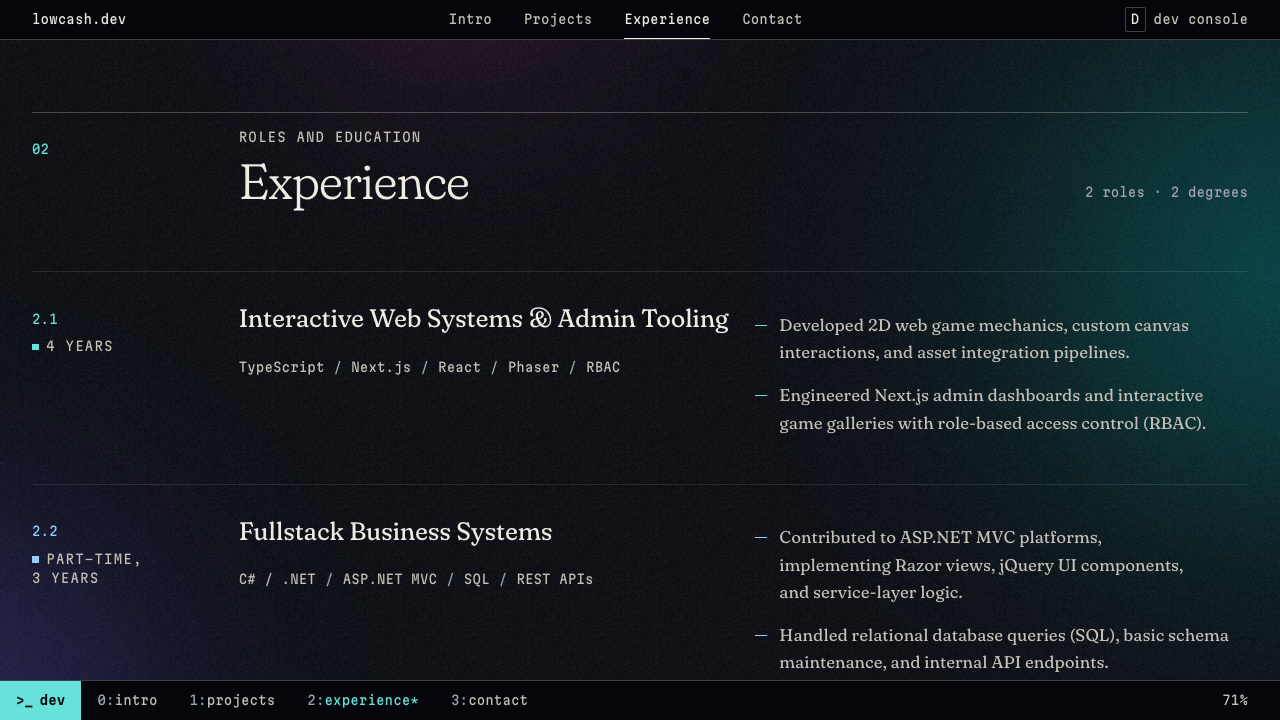 lowcash.dev
Intro Projects Experience Contact
D dev console
02
ROLES AND EDUCATION
Experience
2 roles · 2 degrees
2.1
4 YEARS
Interactive Web Systems & Admin Tooling
TypeScript / Next.js / React / Phaser / RBAC
— Developed 2D web game mechanics, custom canvas
interactions, and asset integration pipelines.
— Engineered Next.js admin dashboards and interactive
game galleries with role-based access control (RBAC).
2.2
PART-TIME,
3 YEARS
Fullstack Business Systems
C# / .NET / ASP.NET MVC / SQL / REST APIs
— Contributed to ASP.NET MVC platforms,
implementing Razor views, jQuery UI components,
and service-layer logic.
— Handled relational database queries (SQL), basic schema
maintenance, and internal API endpoints.
>_ dev 0:intro 1:projects 2:experience* 3:contact 71%